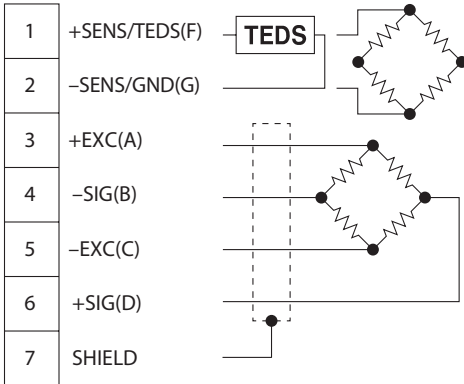 1 +SENS/TEDS(F) TEDS
2 –SENS/GND(G)
3 +EXC(A)
4 –SIG(B)
5 –EXC(C)
6 +SIG(D)
7 SHIELD